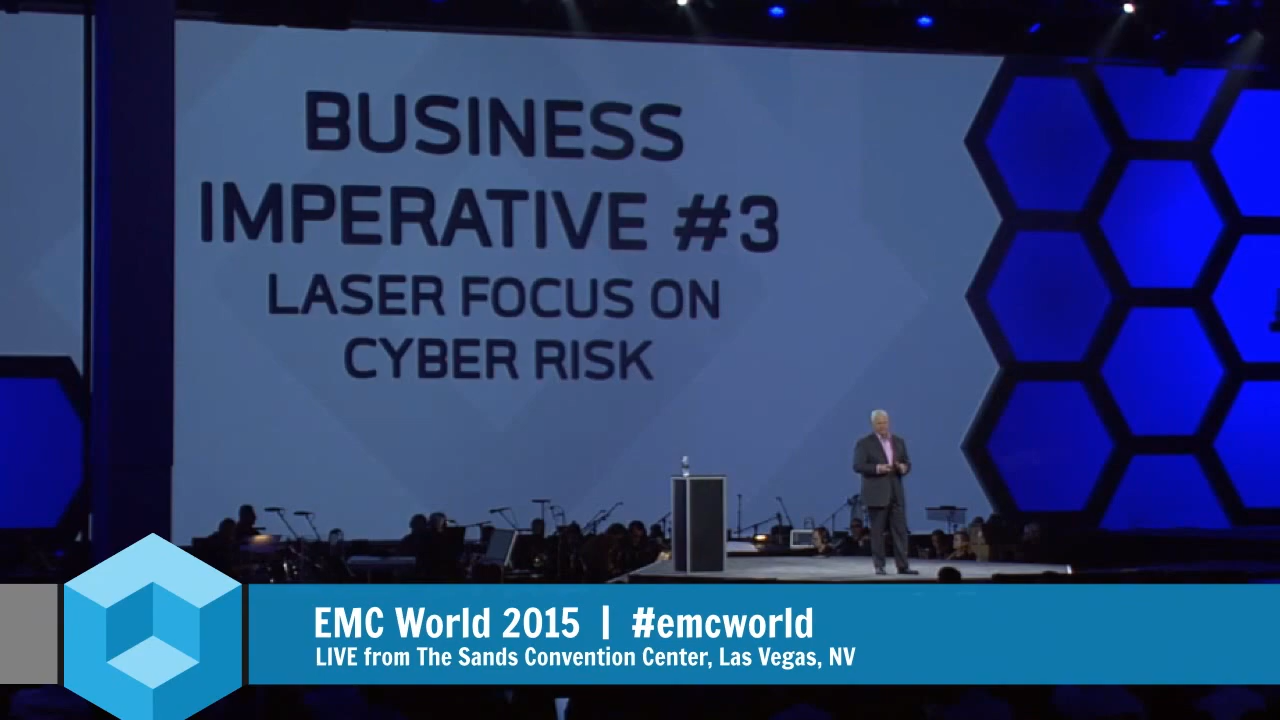 BUSINESS
IMPERATIVE #3
LASER FOCUS ON
CYBER RISK
EMC World 2015 | #emcworld
LIVE from The Sands Convention Center, Las Vegas, NV